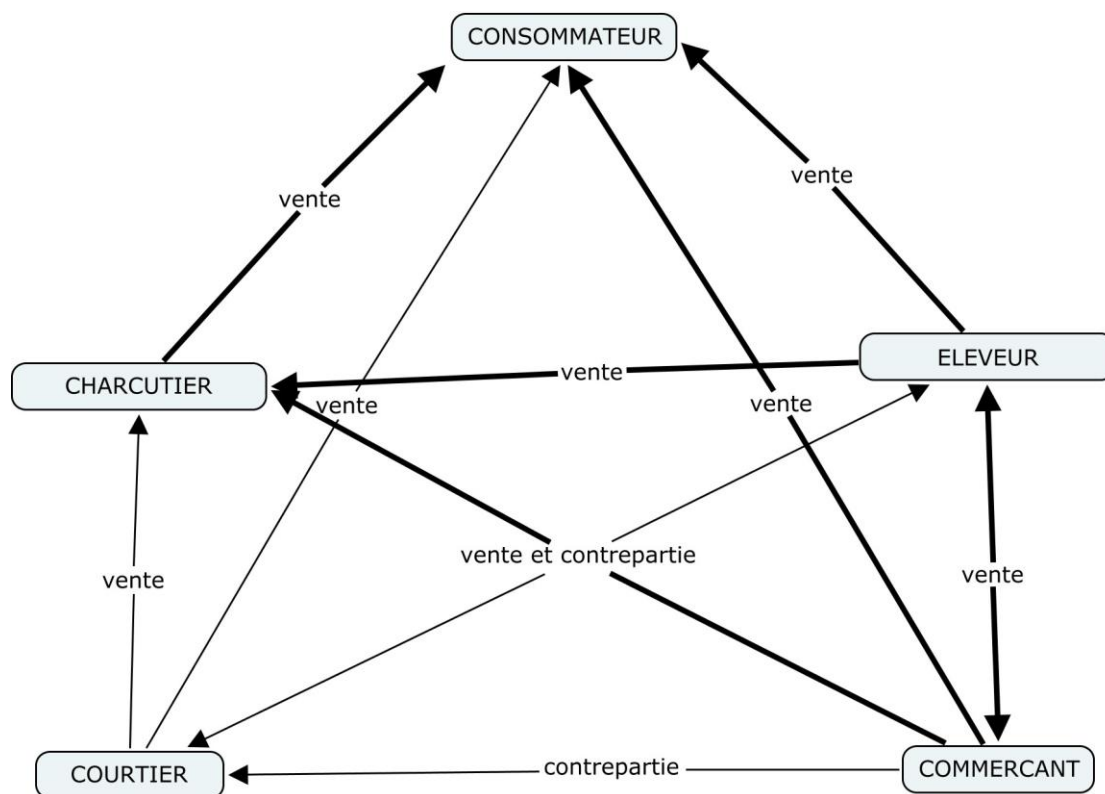 CONSOMMATEUR
vente
vente
ELEVEUR
CHARCUTIER
vente
vente
vente
vente et contrepartie
vente
vente
COURTIER
contrepartie
COMMERCANT